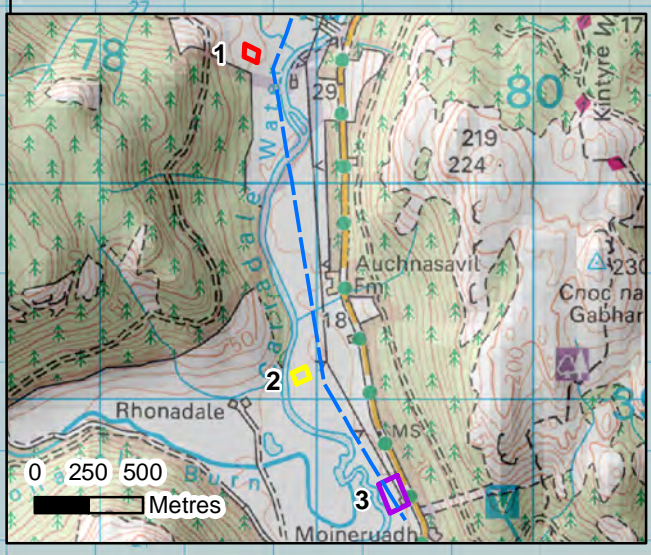 27
78
1
Carradale Water
29
80
Kintyre W
17
219
224
Auchnasavil
Fm
230
Cnoc na
Gabhar
18
250
2
Rhonadale
MS
0 250 500
Metres
Burn
3
Moineruadh